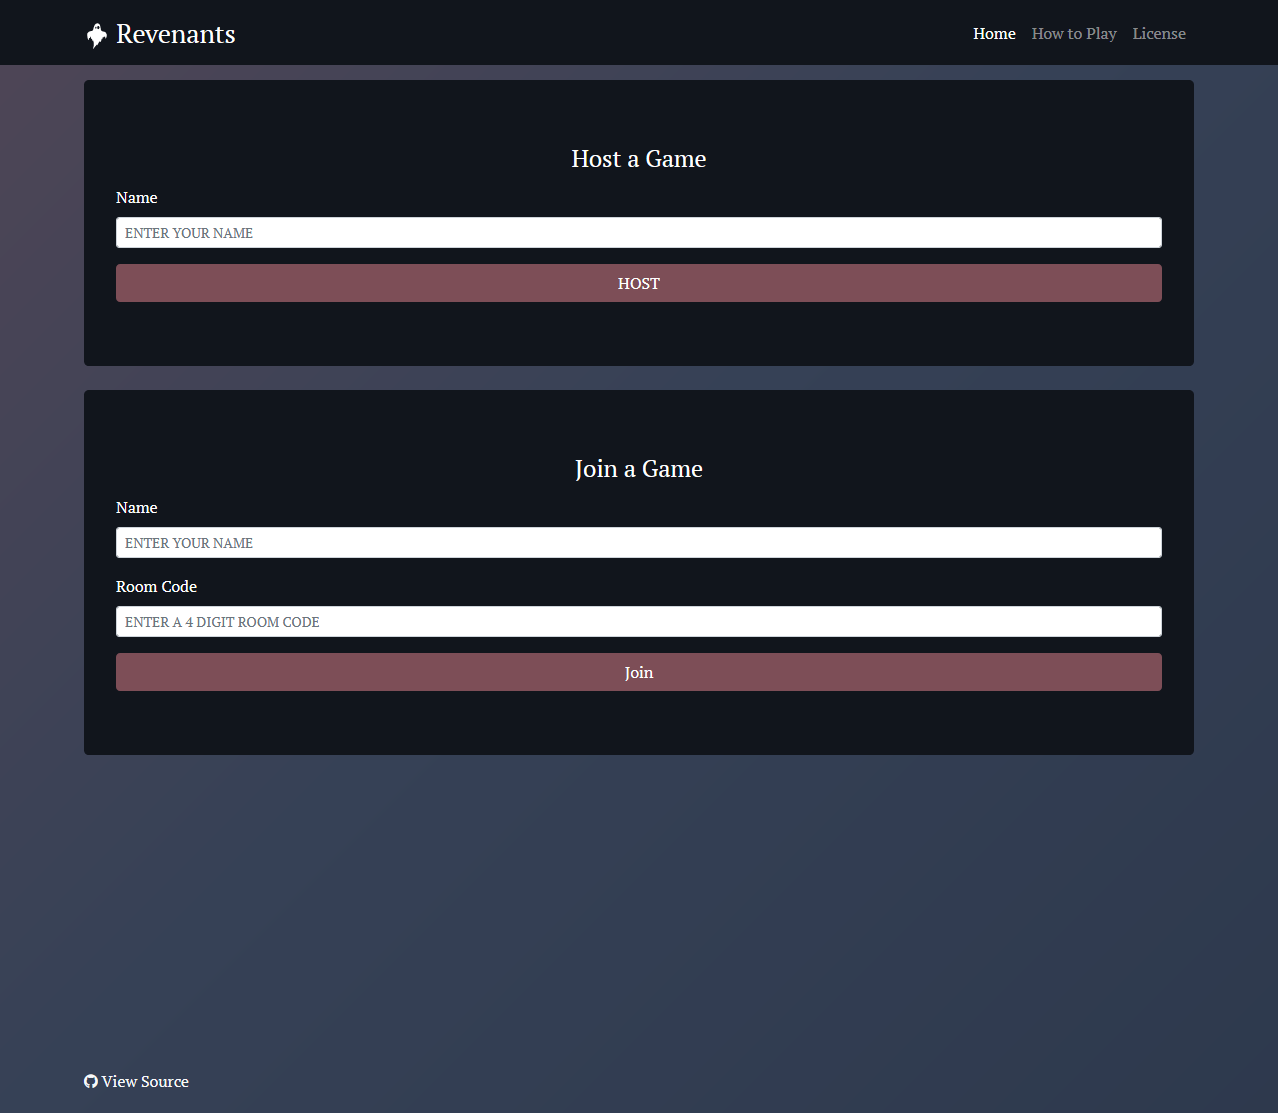 Revenants
Home How to Play License
Host a Game
Name
ENTER YOUR NAME
HOST
Join a Game
Name
ENTER YOUR NAME
Room Code
ENTER A 4 DIGIT ROOM CODE
Join
View Source